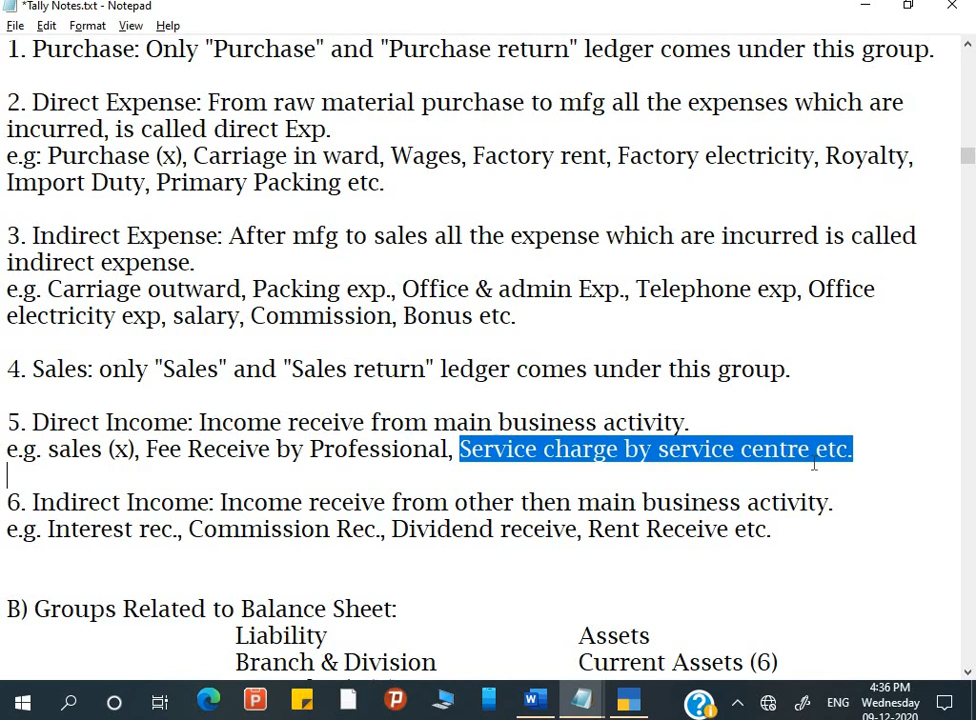 *Tally Notes.txt - Notepad
File Edit Format View Help
1. Purchase: Only "Purchase" and "Purchase return" ledger comes under this group.
2. Direct Expense: From raw material purchase to mfg all the expenses which are
incurred, is called direct Exp.
e.g: Purchase (x), Carriage in ward, Wages, Factory rent, Factory electricity, Royalty,
Import Duty, Primary Packing etc.
3. Indirect Expense: After mfg to sales all the expense which are incurred is called
indirect expense.
e.g. Carriage outward, Packing exp., Office & admin Exp., Telephone exp, Office
electricity exp, salary, Commission, Bonus etc.
4. Sales: only "Sales" and "Sales return" ledger comes under this group.
5. Direct Income: Income receive from main business activity.
e.g. sales (x), Fee Receive by Professional, Service charge by service centre etc.
6. Indirect Income: Income receive from other then main business activity.
e.g. Interest rec., Commission Rec., Dividend receive, Rent Receive etc.
B) Groups Related to Balance Sheet:
Liability Assets
Branch & Division Current Assets (6)
4:36 PM
ENG Wednesday
09-12-2020